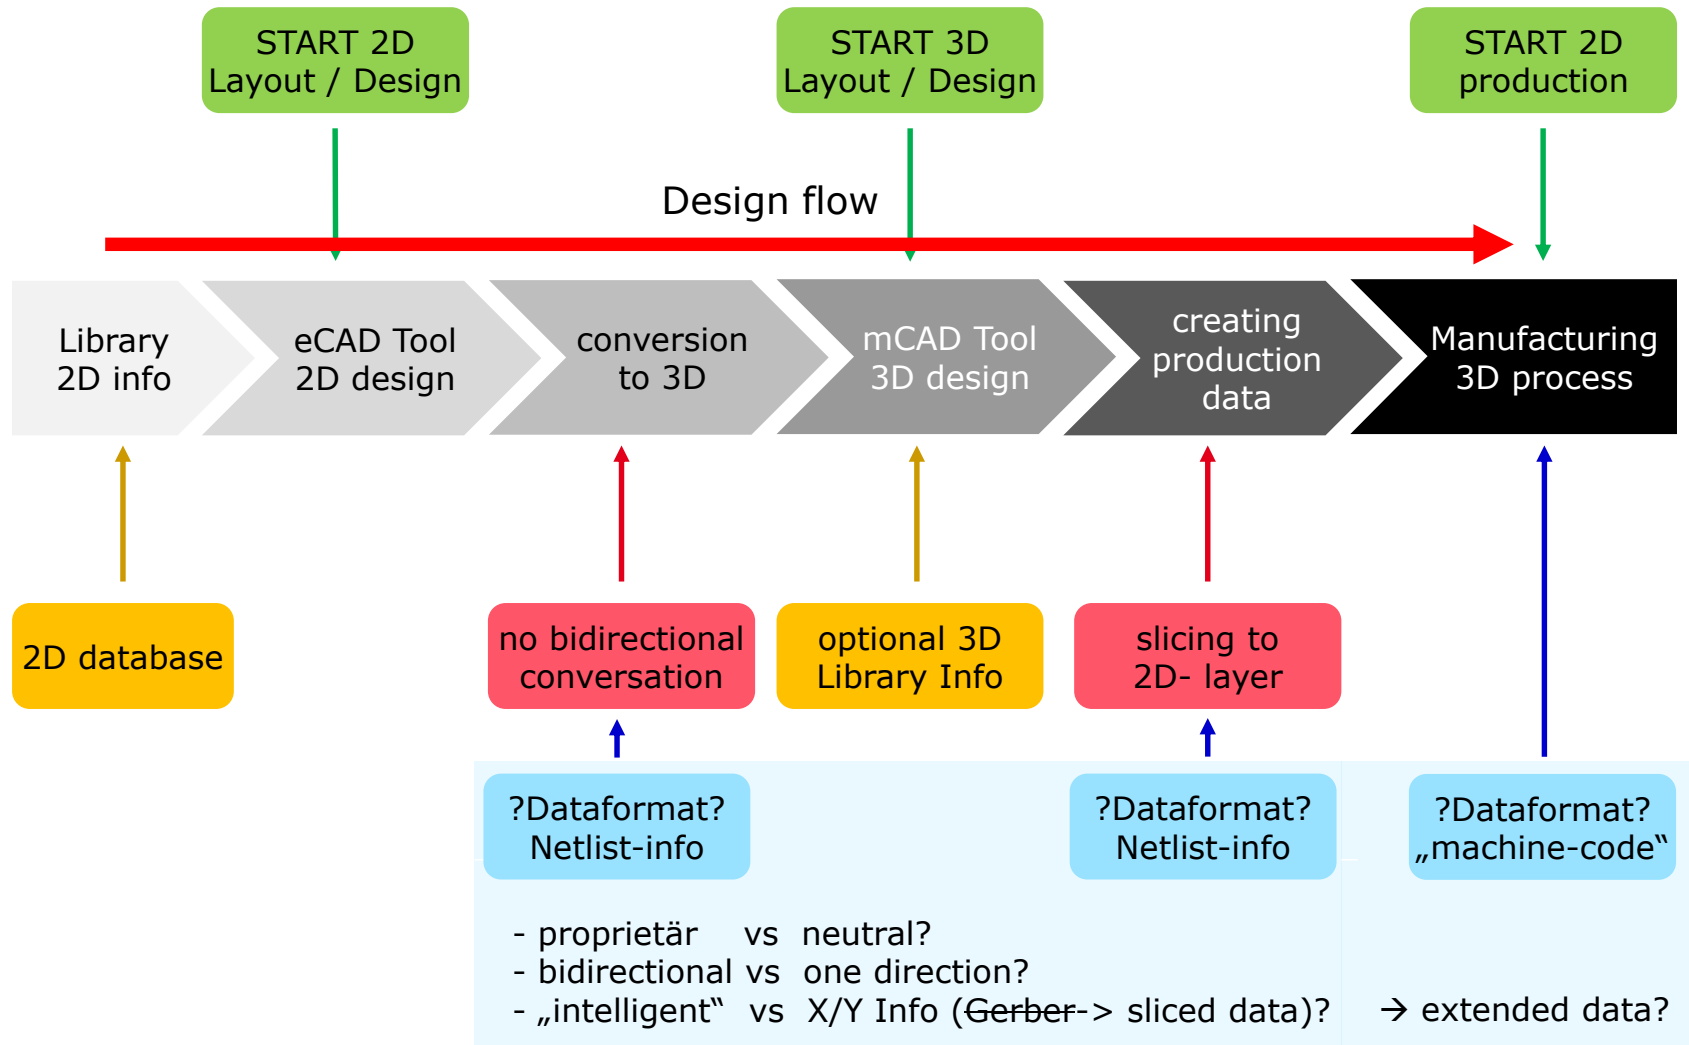 START 2D
Layout / Design
START 3D
Layout / Design
START 2D
production
Design flow
Library
2D info
eCAD Tool
2D design
conversion
to 3D
mCAD Tool
3D design
creating
production
data
Manufacturing
3D process
2D database
no bidirectional
conversation
optional 3D
Library Info
slicing to
2D- layer
?Dataformat?
Netlist-info
?Dataformat?
Netlist-info
?Dataformat?
„machine-code“
- proprietär vs neutral?
- bidirectional vs one direction?
- „intelligent“ vs X/Y Info (Gerber-> sliced data)?
→ extended data?